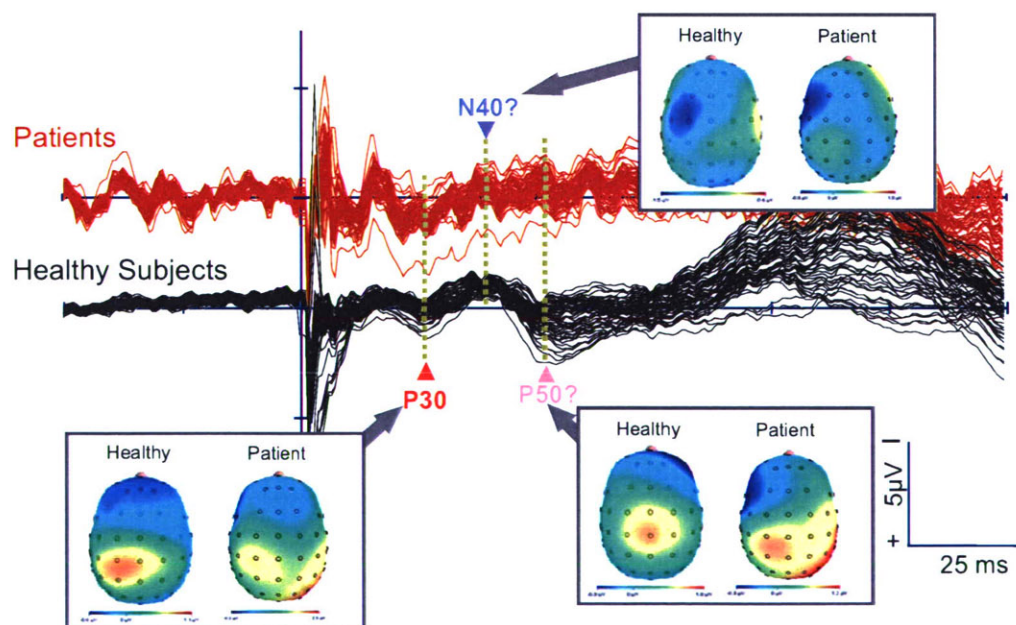 Healthy Patient
N40?
Patients
Healthy Subjects
P30
P50?
Healthy Patient
Healthy Patient
5µV
+
25 ms